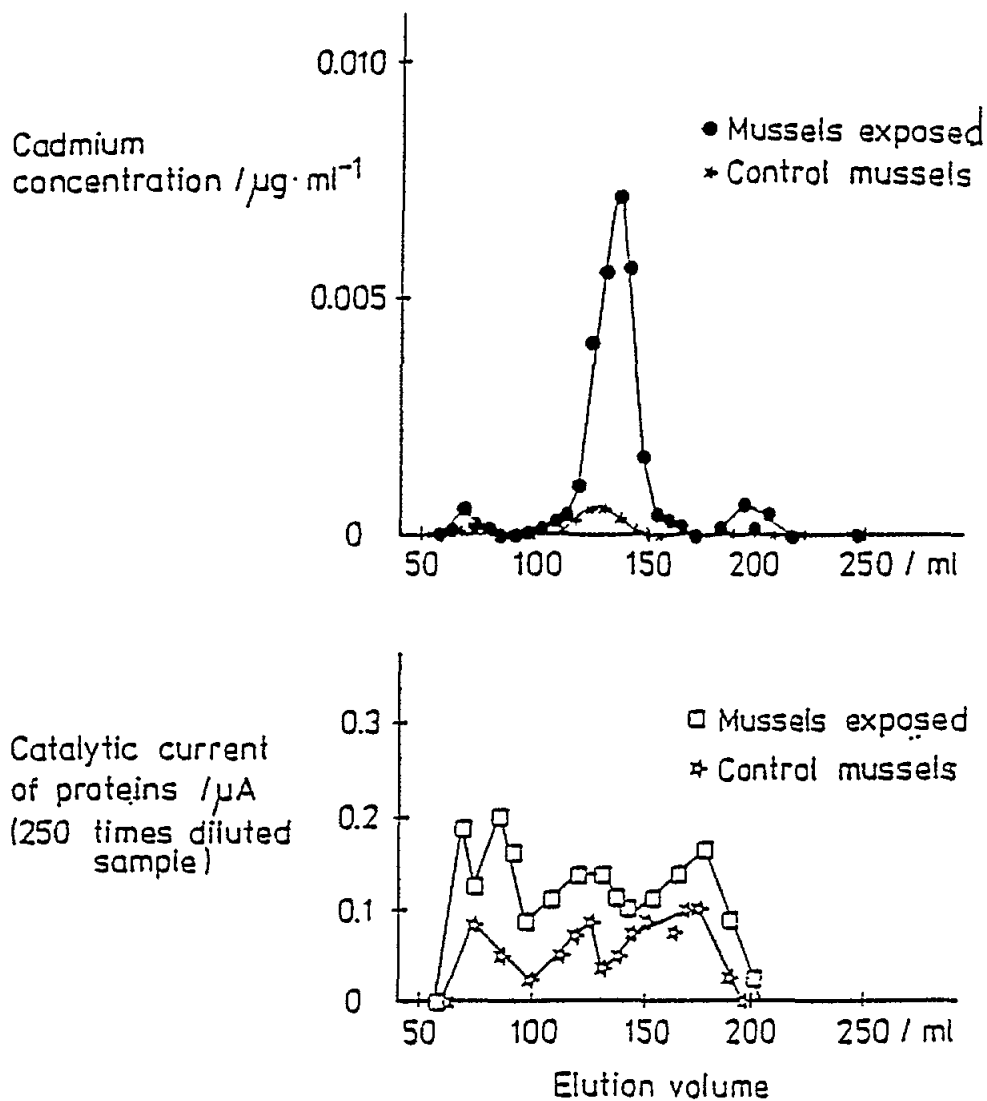 0.010
Cadmium
concentration /µg·ml⁻¹
Mussels exposed
Control mussels
0.005
0
50 100 150 200 250 / ml
0.3
Catalytic current
of proteins /µA
(250 times diluted
sample)
Mussels exposed
Control mussels
0.2
0.1
0
50 100 150 200 250 / ml
Elution volume